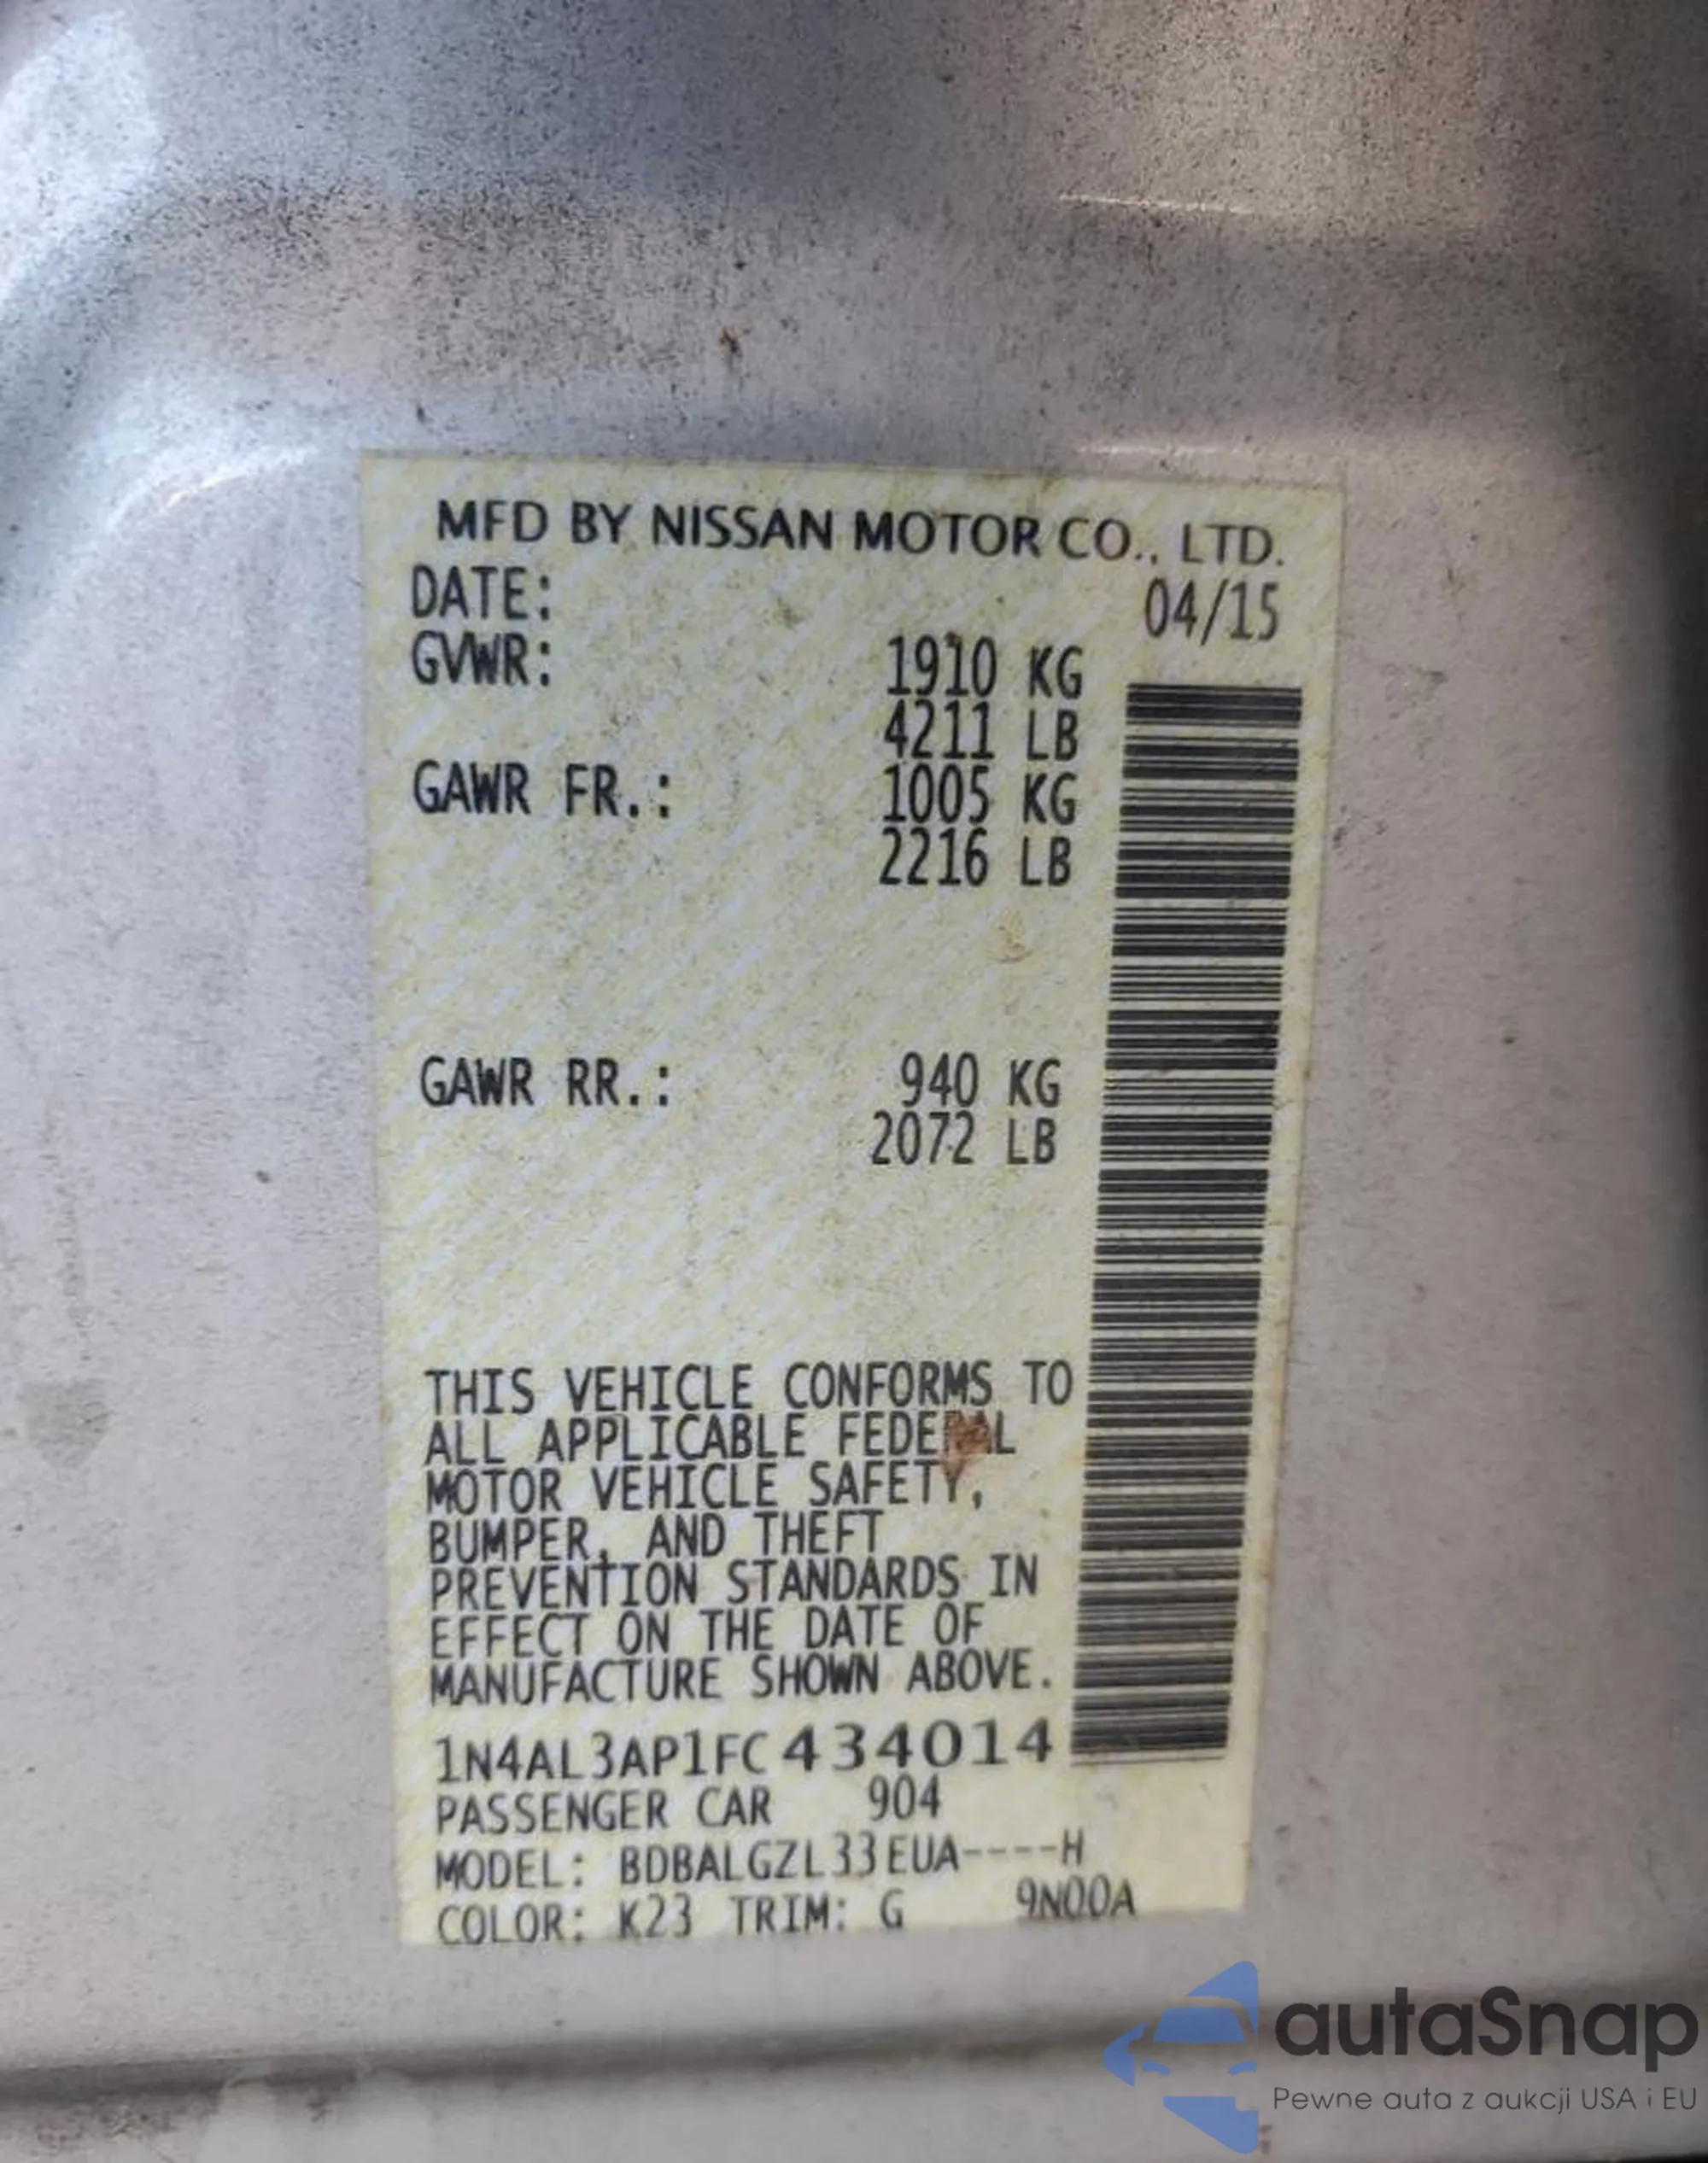 MFD BY NISSAN MOTOR CO., LTD.
DATE: 04/15
GVWR: 1910 KG
4211 LB
GAWR FR.: 1005 KG
2216 LB
GAWR RR.: 940 KG
2072 LB
THIS VEHICLE CONFORMS TO
ALL APPLICABLE FEDERAL
MOTOR VEHICLE SAFETY,
BUMPER, AND THEFT
PREVENTION STANDARDS IN
EFFECT ON THE DATE OF
MANUFACTURE SHOWN ABOVE.
1N4AL3AP1FC434014
PASSENGER CAR 904
MODEL: BDBALGZL33EUA----H
COLOR: K23 TRIM: G 9N00A
autaSnap
Pewne auta z aukcji USA i EU